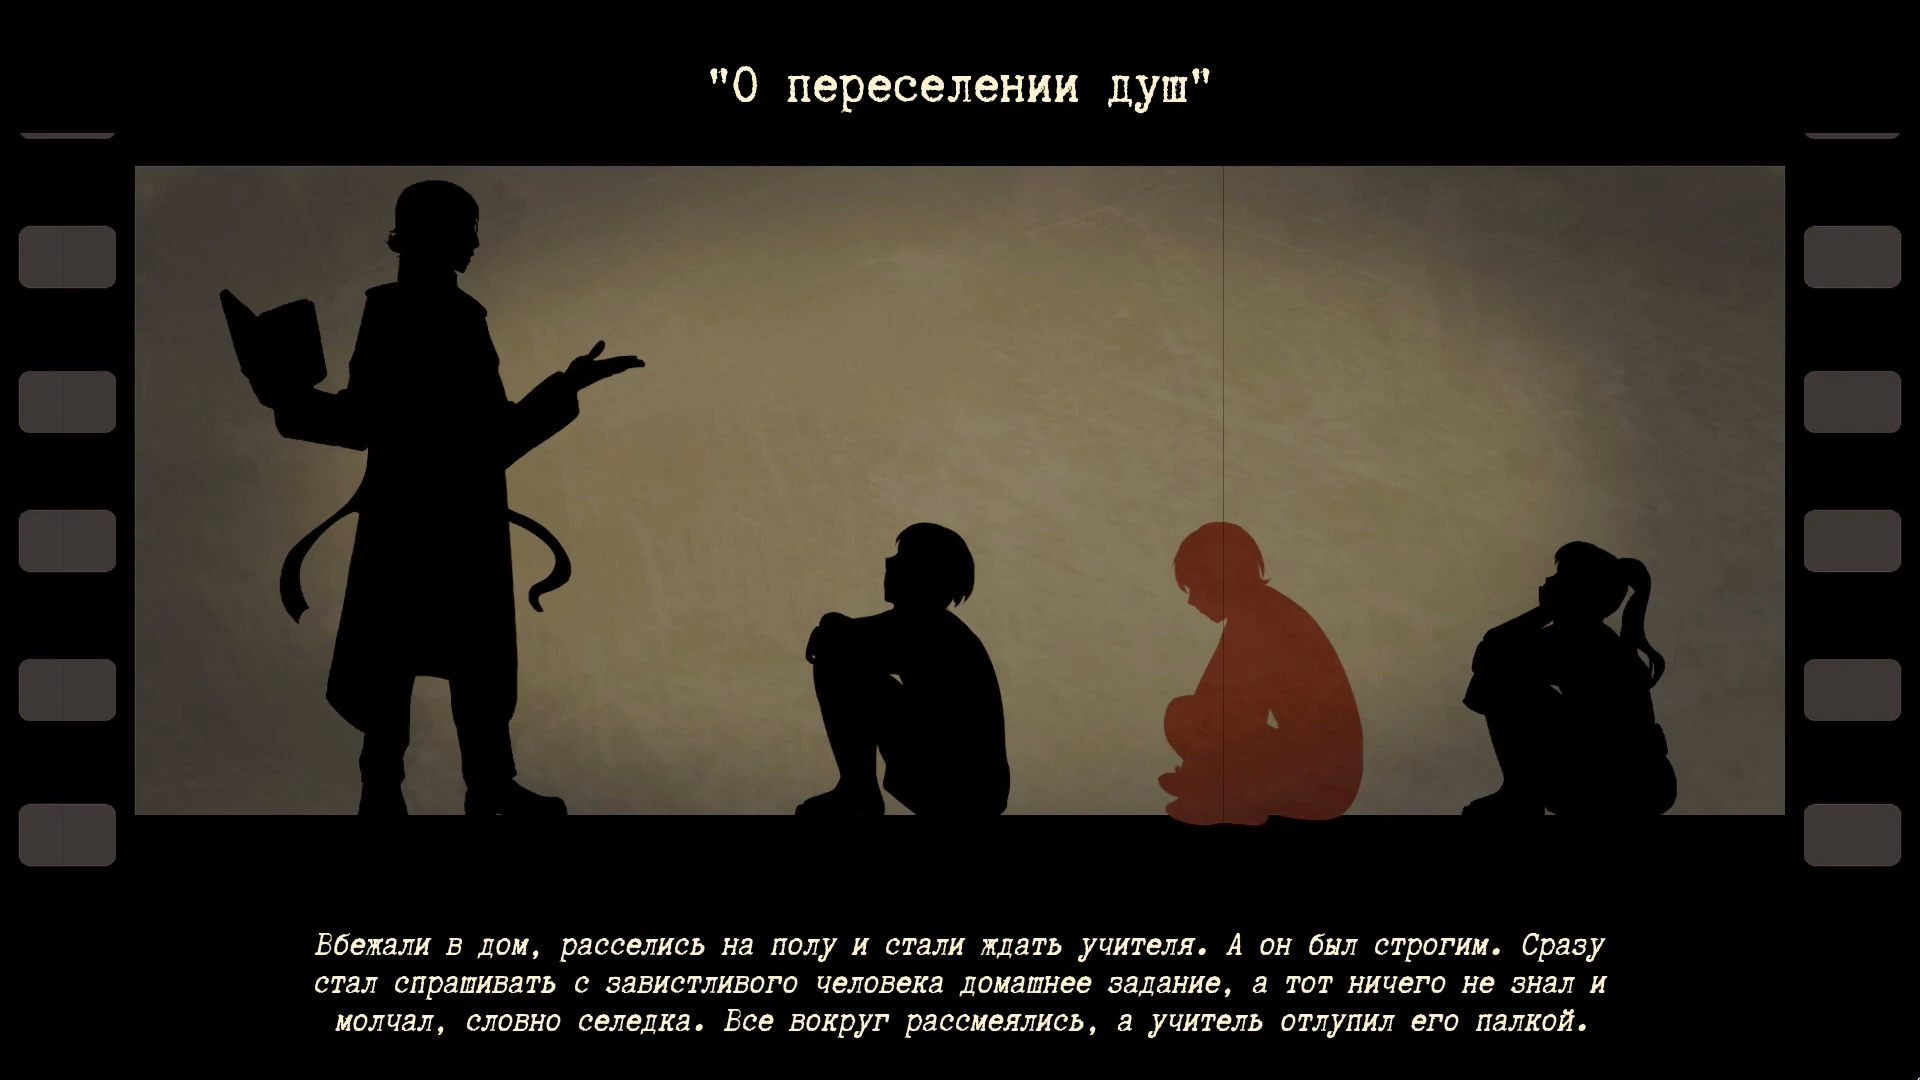 "О переселении душ"
Вбежали в дом, расселись на полу и стали ждать учителя. А он был строгим. Сразу
стал спрашивать с завистливого человека домашнее задание, а тот ничего не знал и
молчал, словно селедка. Все вокруг рассмеялись, а учитель отлупил его палкой.